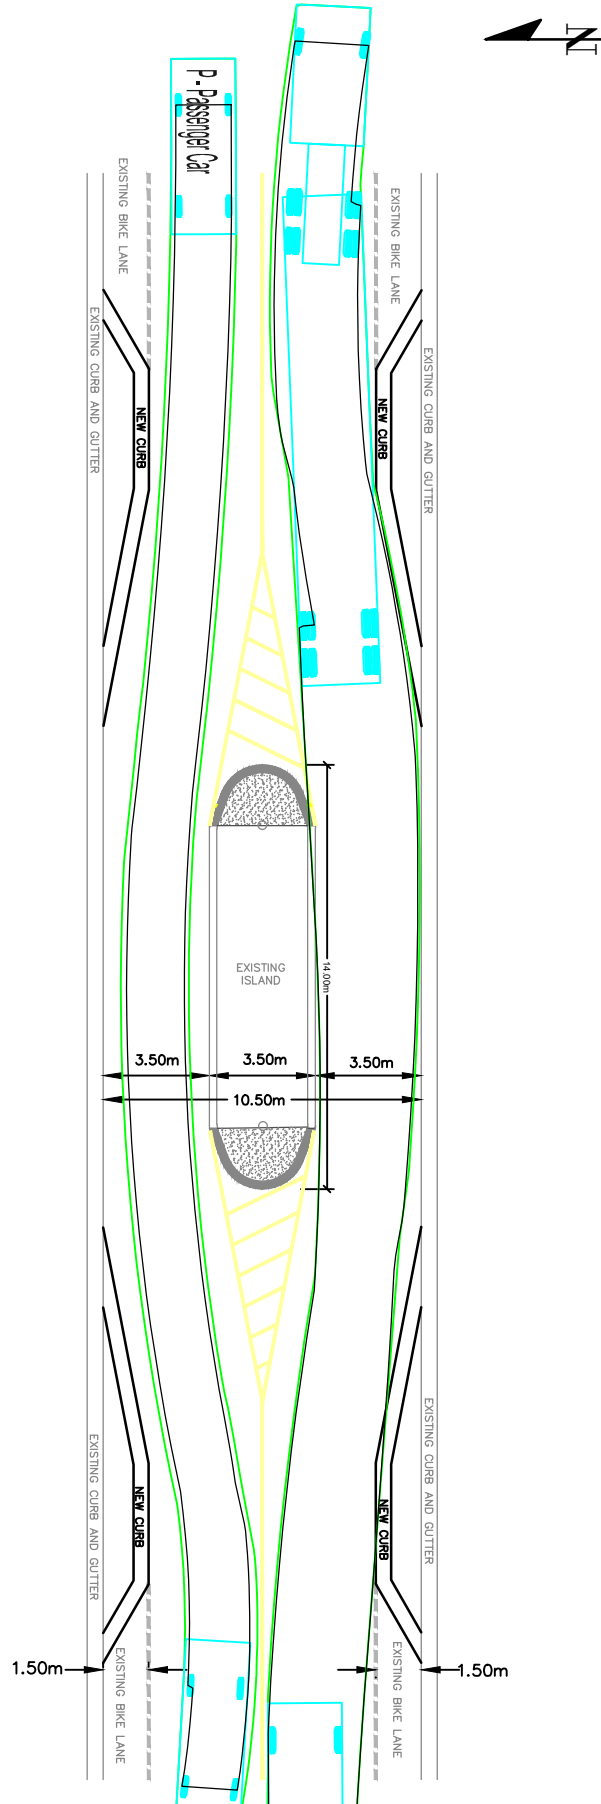 N
P - Passenger Car
EXISTING BIKE LANE
EXISTING BIKE LANE
EXISTING CURB AND GUTTER
EXISTING CURB AND GUTTER
NEW CURB
NEW CURB
EXISTING
ISLAND
14.00m
3.50m
3.50m
3.50m
10.50m
EXISTING CURB AND GUTTER
EXISTING CURB AND GUTTER
NEW CURB
NEW CURB
EXISTING BIKE LANE
EXISTING BIKE LANE
1.50m
1.50m